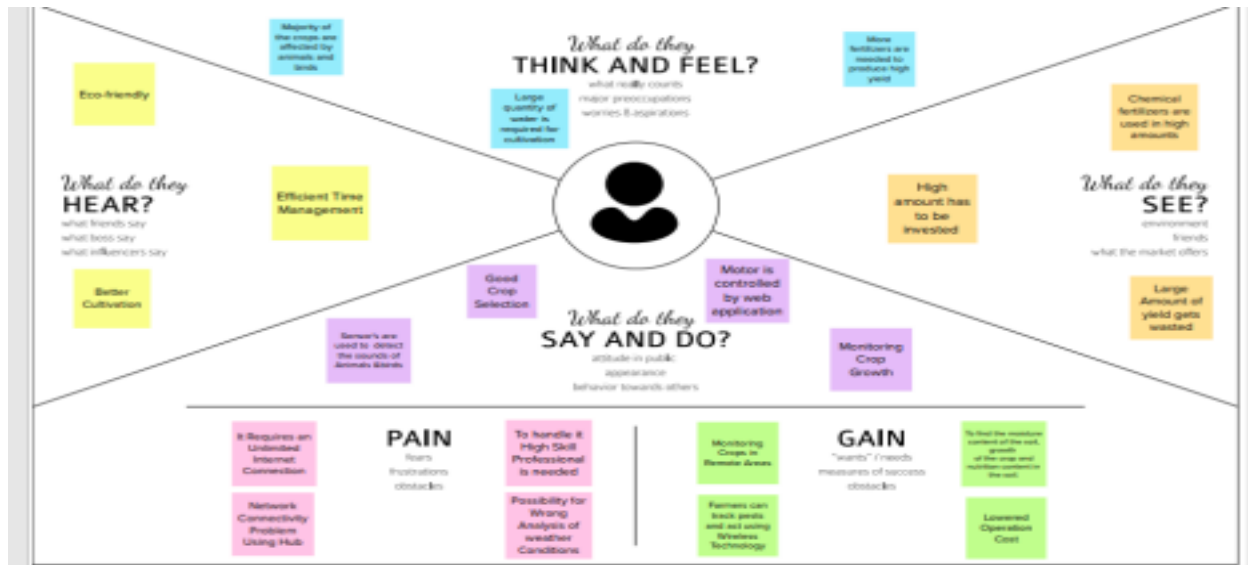 Majority of
the crops are
affected by
animals and
birds
What do they
THINK AND FEEL?
what really counts
major preoccupations
worries & aspirations
Large
quantity of
water is
required for
cultivation
More
fertilizers are
needed to
produce high
yield
Eco-friendly
Efficient Time
Management
What do they
HEAR?
what friends say
what boss say
what influencers say
Better
Cultivation
Chemical
fertilizers are
used in high
amounts
High
amount has
to be
invested
What do they
SEE?
environment
friends
what the market offers
Large
Amount of
yield gets
wasted
Good
Crop
Selection
Motor is
controlled
by web
application
What do they
SAY AND DO?
attitude in public
appearance
behavior towards others
Sensor's are
used to detect
the sounds of
Animals &birds
Monitoring
Crop
Growth
It Requires an
Unlimited
Internet
Connection
PAIN
fears
frustrations
obstacles
To handle it
High Skill
Professional
is needed
Network
Connectivity
Problem
Using Hub
Possibility for
Wrong
Analysis of
weather
Conditions
Monitoring
Crops in
Remote Areas
GAIN
"wants" / needs
measures of success
obstacles
To find the moisture
content of the soil,
growth
of the crop and
nutrition content in
the soil.
Farmers can
track pests
and act using
Wireless
Technology
Lowered
Operation
Cost